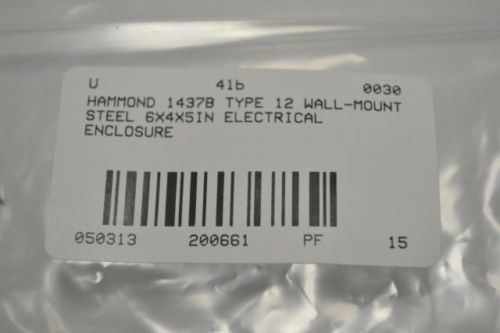 U 4lb 0030
HAMMOND 1437B TYPE 12 WALL-MOUNT
STEEL 6X4X5IN ELECTRICAL
ENCLOSURE
050313 200661 PF 15